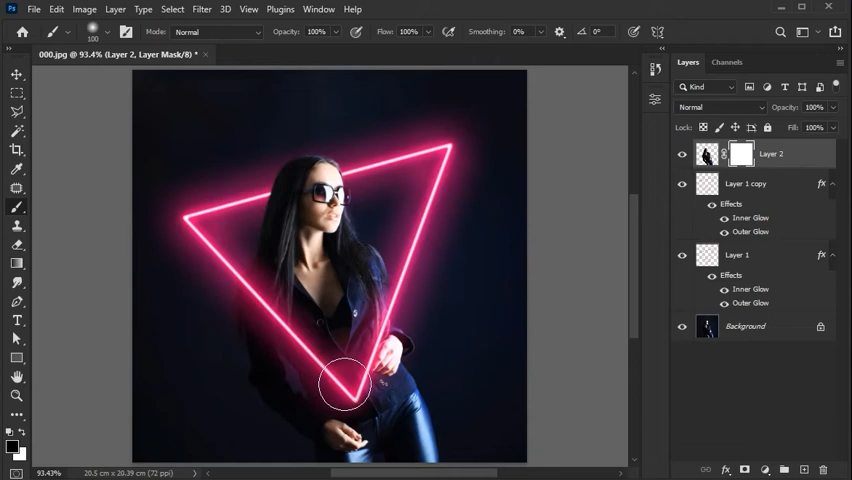 Ps File Edit Image Layer Type Select Filter 3D View Plugins Window Help
100 Mode: Normal Opacity: 100% Flow: 100% Smoothing: 0% 0°
000.jpg @ 93.4% (Layer 2, Layer Mask/8) *
Layers Channels
Kind
Normal Opacity: 100%
Lock: Fill: 100%
Layer 2
Layer 1 copy fx
Effects
Inner Glow
Outer Glow
Layer 1 fx
Effects
Inner Glow
Outer Glow
Background
93.43% 20.5 cm x 20.39 cm (72 ppi)
fx